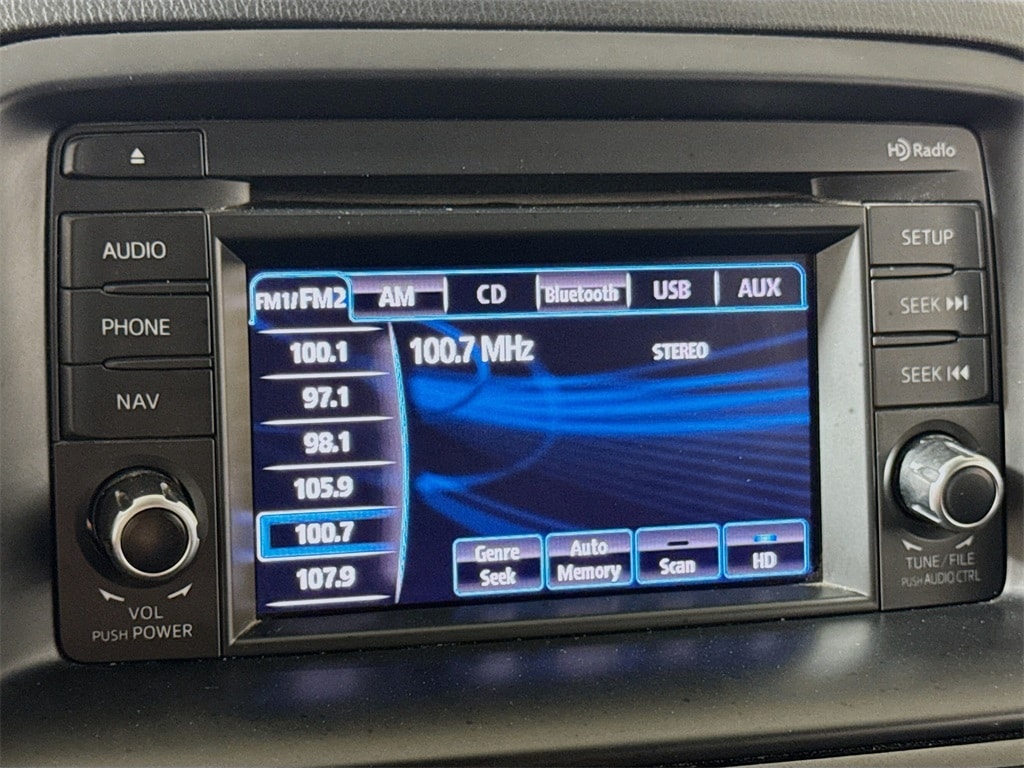 HD Radio
AUDIO
PHONE
NAV
VOL
PUSH POWER
FM1/FM2 AM CD Bluetooth USB AUX
100.1
97.1
98.1
105.9
100.7
107.9
100.7 MHz STEREO
Genre
Seek
Auto
Memory
Scan
HD
SETUP
SEEK
SEEK
TUNE/FILE
PUSH AUDIO CTRL